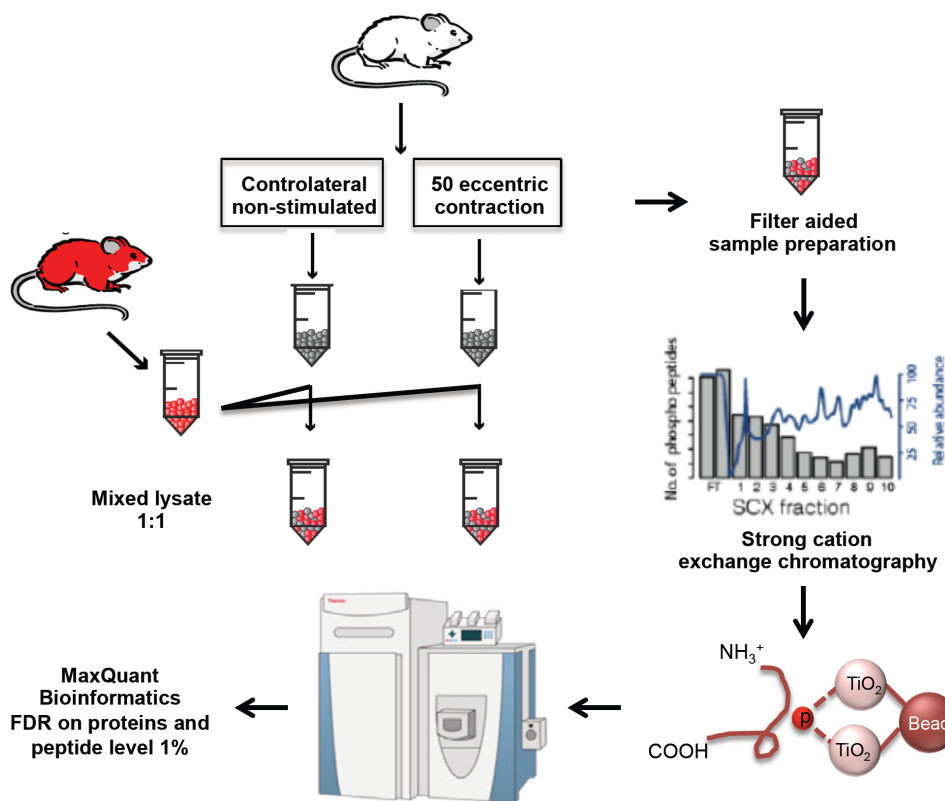 Controlateral
non-stimulated
50 eccentric
contraction
Filter aided
sample preparation
Mixed lysate
1:1
No. of phospho peptides
Relative abundance
100
75
50
25
FT 1 2 3 4 5 6 7 8 9 10
SCX fraction
Strong cation
exchange chromatography
NH3+
COOH
p
TiO2
TiO2
Bead
Thermo
MaxQuant
Bioinformatics
FDR on proteins and
peptide level 1%